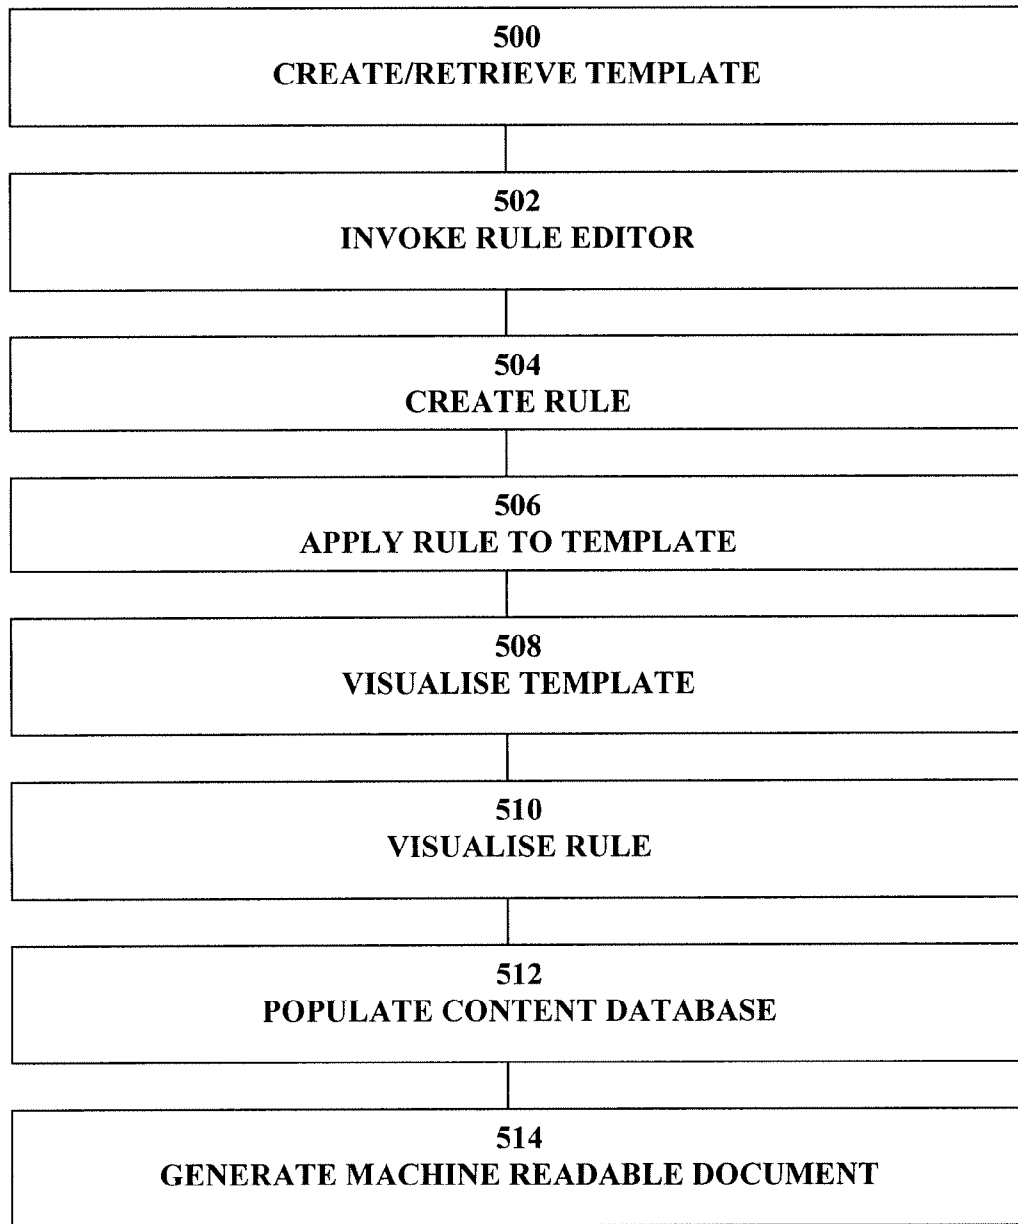 500
CREATE/RETRIEVE TEMPLATE
502
INVOKE RULE EDITOR
504
CREATE RULE
506
APPLY RULE TO TEMPLATE
508
VISUALISE TEMPLATE
510
VISUALISE RULE
512
POPULATE CONTENT DATABASE
514
GENERATE MACHINE READABLE DOCUMENT